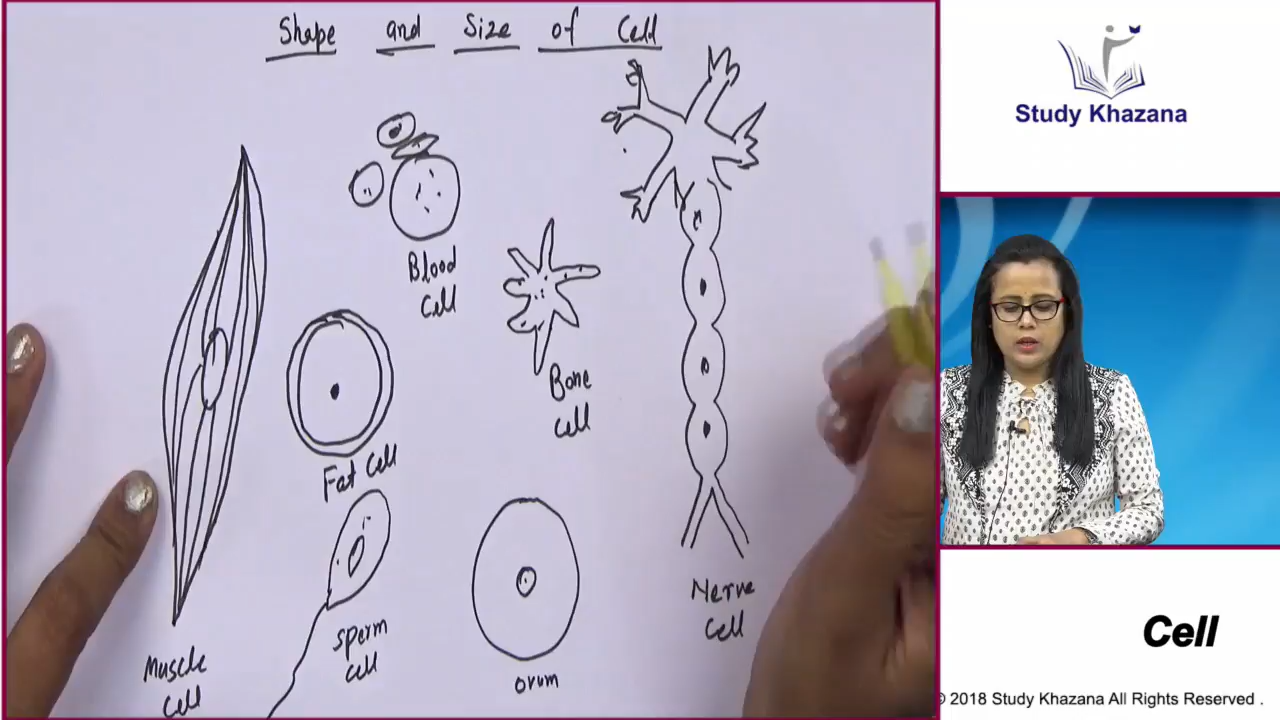 Shape and Size of Cell
Blood
Cell
Bone
Cell
Fat Cell
Sperm
Cell
Ovum
Muscle
Cell
Nerve
Cell
Study Khazana
Cell
© 2018 Study Khazana All Rights Reserved .